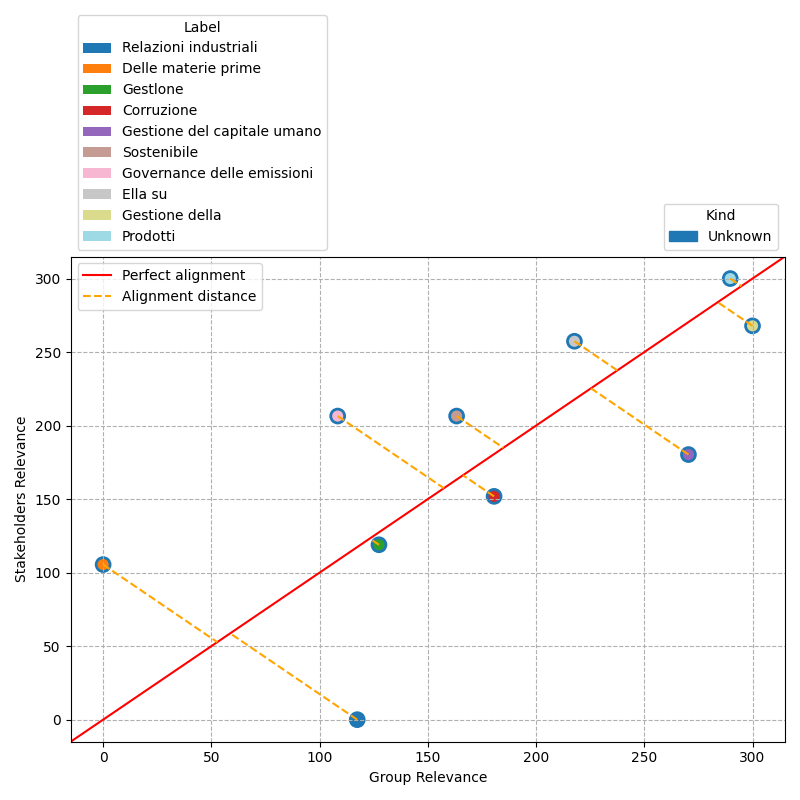 Label
Relazioni industriali
Delle materie prime
Gestlone
Corruzione
Gestione del capitale umano
Sostenibile
Governance delle emissioni
Ella su
Gestione della
Prodotti
Kind
Unknown
Perfect alignment
Alignment distance
300
250
200
150
100
50
0
Stakeholders Relevance
0 50 100 150 200 250 300
Group Relevance